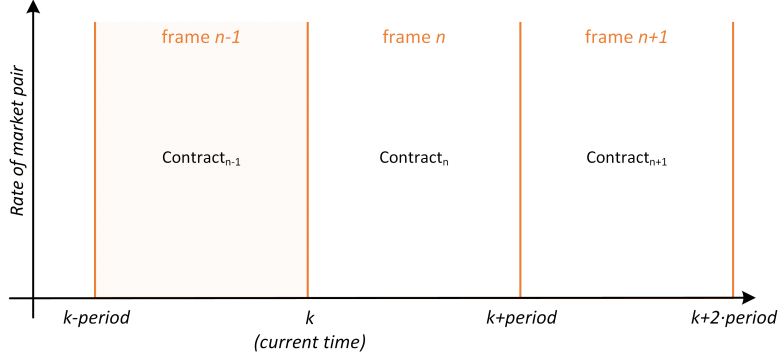 frame n-1
frame n
frame n+1
Rate of market pair
Contractn-1
Contractn
Contractn+1
k-period
k
k+period
k+2·period
(current time)